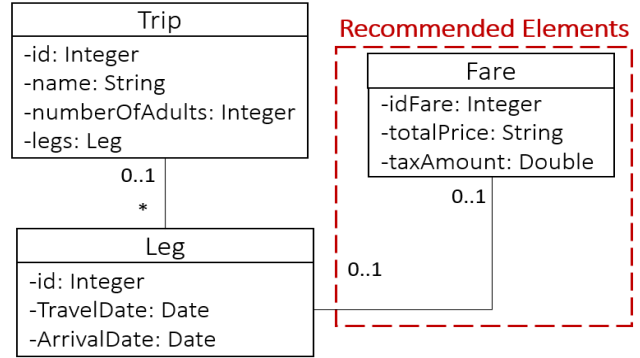 Trip
-id: Integer
-name: String
-numberOfAdults: Integer
-legs: Leg
0..1
*
Leg
-id: Integer
-TravelDate: Date
-ArrivalDate: Date
Recommended Elements
Fare
-idFare: Integer
-totalPrice: String
-taxAmount: Double
0..1
0..1